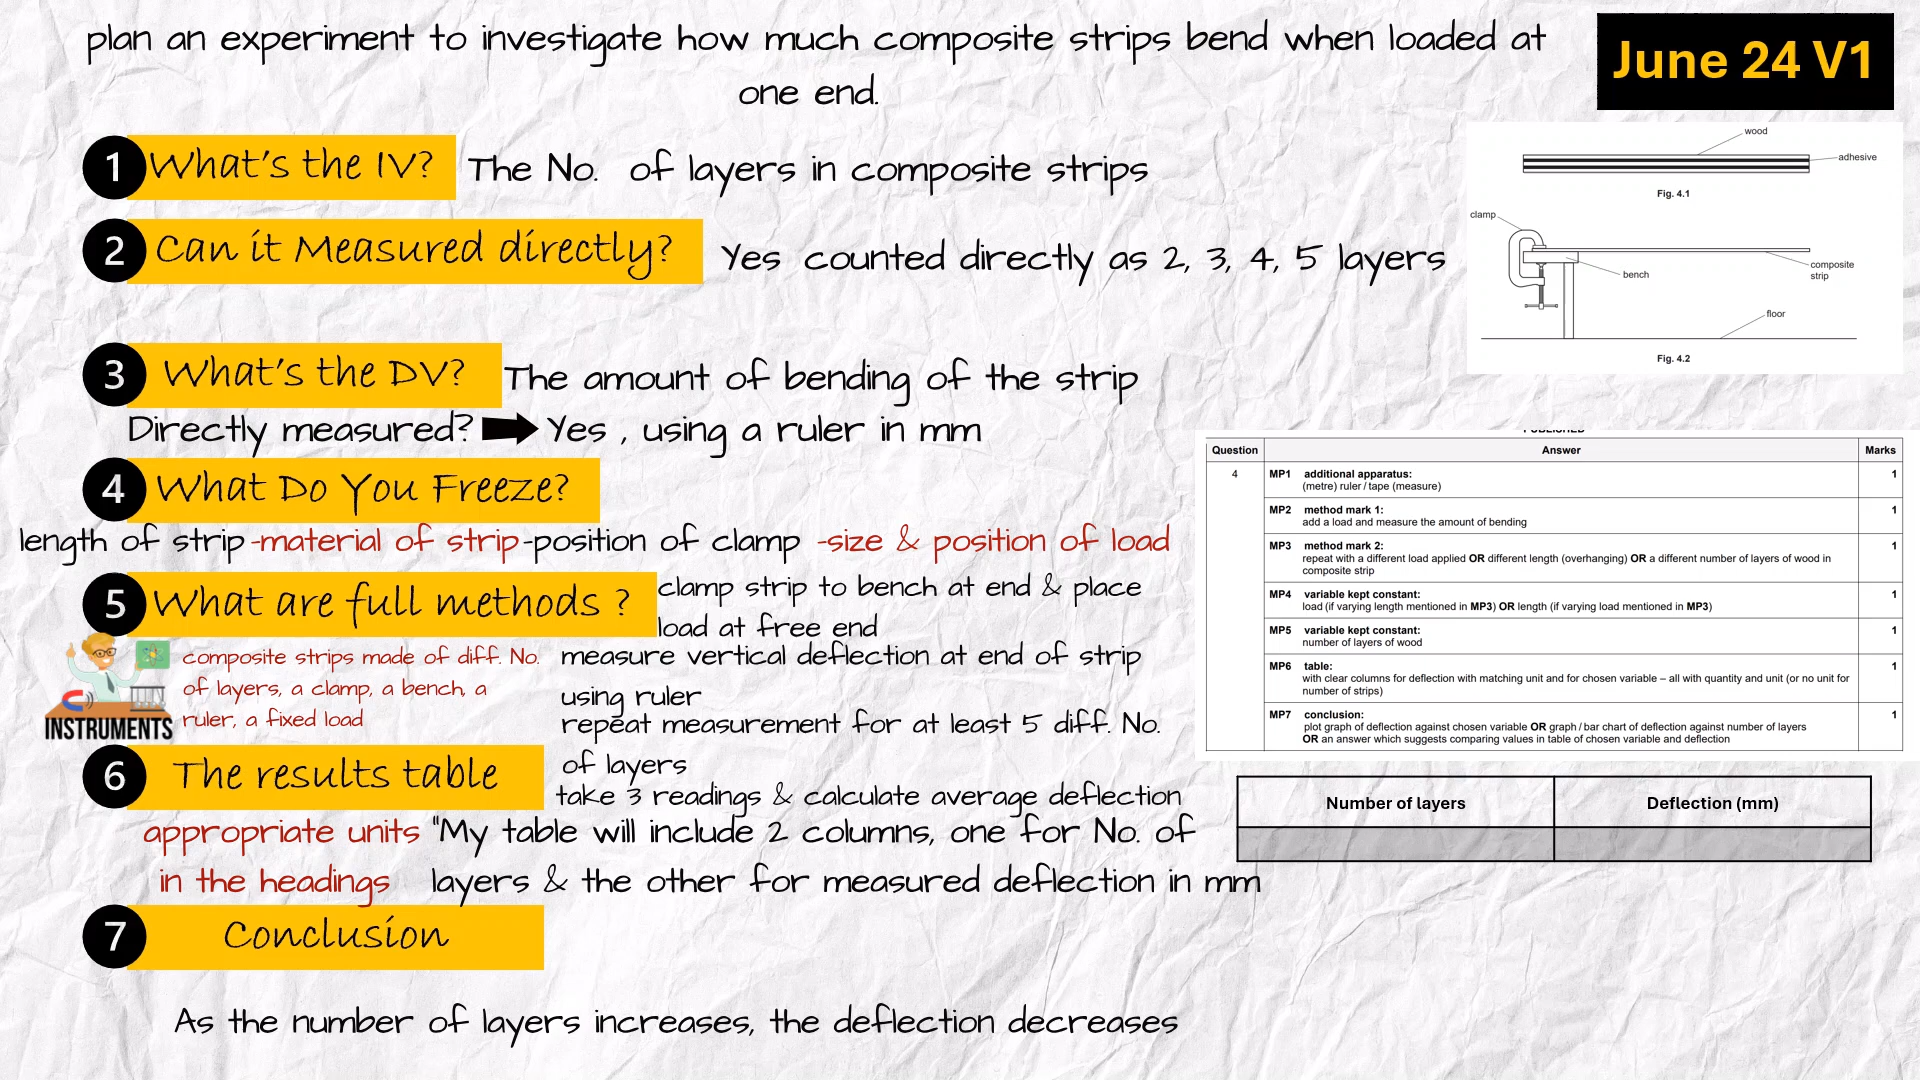 plan an experiment to investigate how much composite strips bend when loaded at
one end.
June 24 V1
1 What's the IV? The No. of layers in composite strips
2 Can it Measured directly? Yes counted directly as 2, 3, 4, 5 layers
wood
adhesive
Fig. 4.1
clamp
composite
strip
bench
floor
Fig. 4.2
3 What's the DV? The amount of bending of the strip
Directly measured? Yes , using a ruler in mm
4 What Do You Freeze?
length of strip -material of strip -position of clamp -size & position of load
5 What are full methods ?
clamp strip to bench at end & place
load at free end
measure vertical deflection at end of strip
using ruler
repeat measurement for at least 5 diff. No.
of layers
take 3 readings & calculate average deflection
INSTRUMENTS
composite strips made of diff. No.
of layers, a clamp, a bench, a
ruler, a fixed load
6 The results table
appropriate units
in the headings
"My table will include 2 columns, one for No. of
layers & the other for measured deflection in mm
7 Conclusion
As the number of layers increases, the deflection decreases
PUBLISHED
Question Answer Marks
4 MP1 additional apparatus: 1
(metre) ruler / tape (measure)
MP2 method mark 1: 1
add a load and measure the amount of bending
MP3 method mark 2: 1
repeat with a different load applied OR different length (overhanging) OR a different number of layers of wood in
composite strip
MP4 variable kept constant: 1
load (if varying length mentioned in MP3) OR length (if varying load mentioned in MP3)
MP5 variable kept constant: 1
number of layers of wood
MP6 table: 1
with clear columns for deflection with matching unit and for chosen variable – all with quantity and unit (or no unit for
number of strips)
MP7 conclusion: 1
plot graph of deflection against chosen variable OR graph / bar chart of deflection against number of layers
OR an answer which suggests comparing values in table of chosen variable and deflection
Number of layers Deflection (mm)